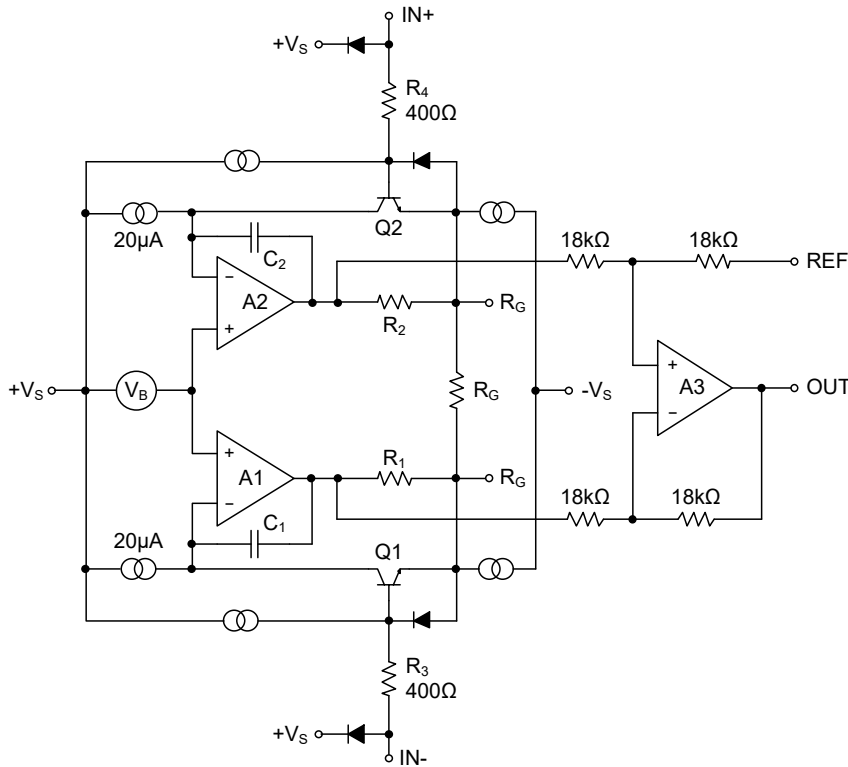 IN+
+VS
R4
400Ω
20µA
Q2
C2
18kΩ
18kΩ
REF
−
A2
+
R2
RG
+VS
VB
RG
-VS
+
A3
−
OUT
+
A1
−
R1
RG
18kΩ
18kΩ
C1
20µA
Q1
R3
400Ω
+VS
IN-